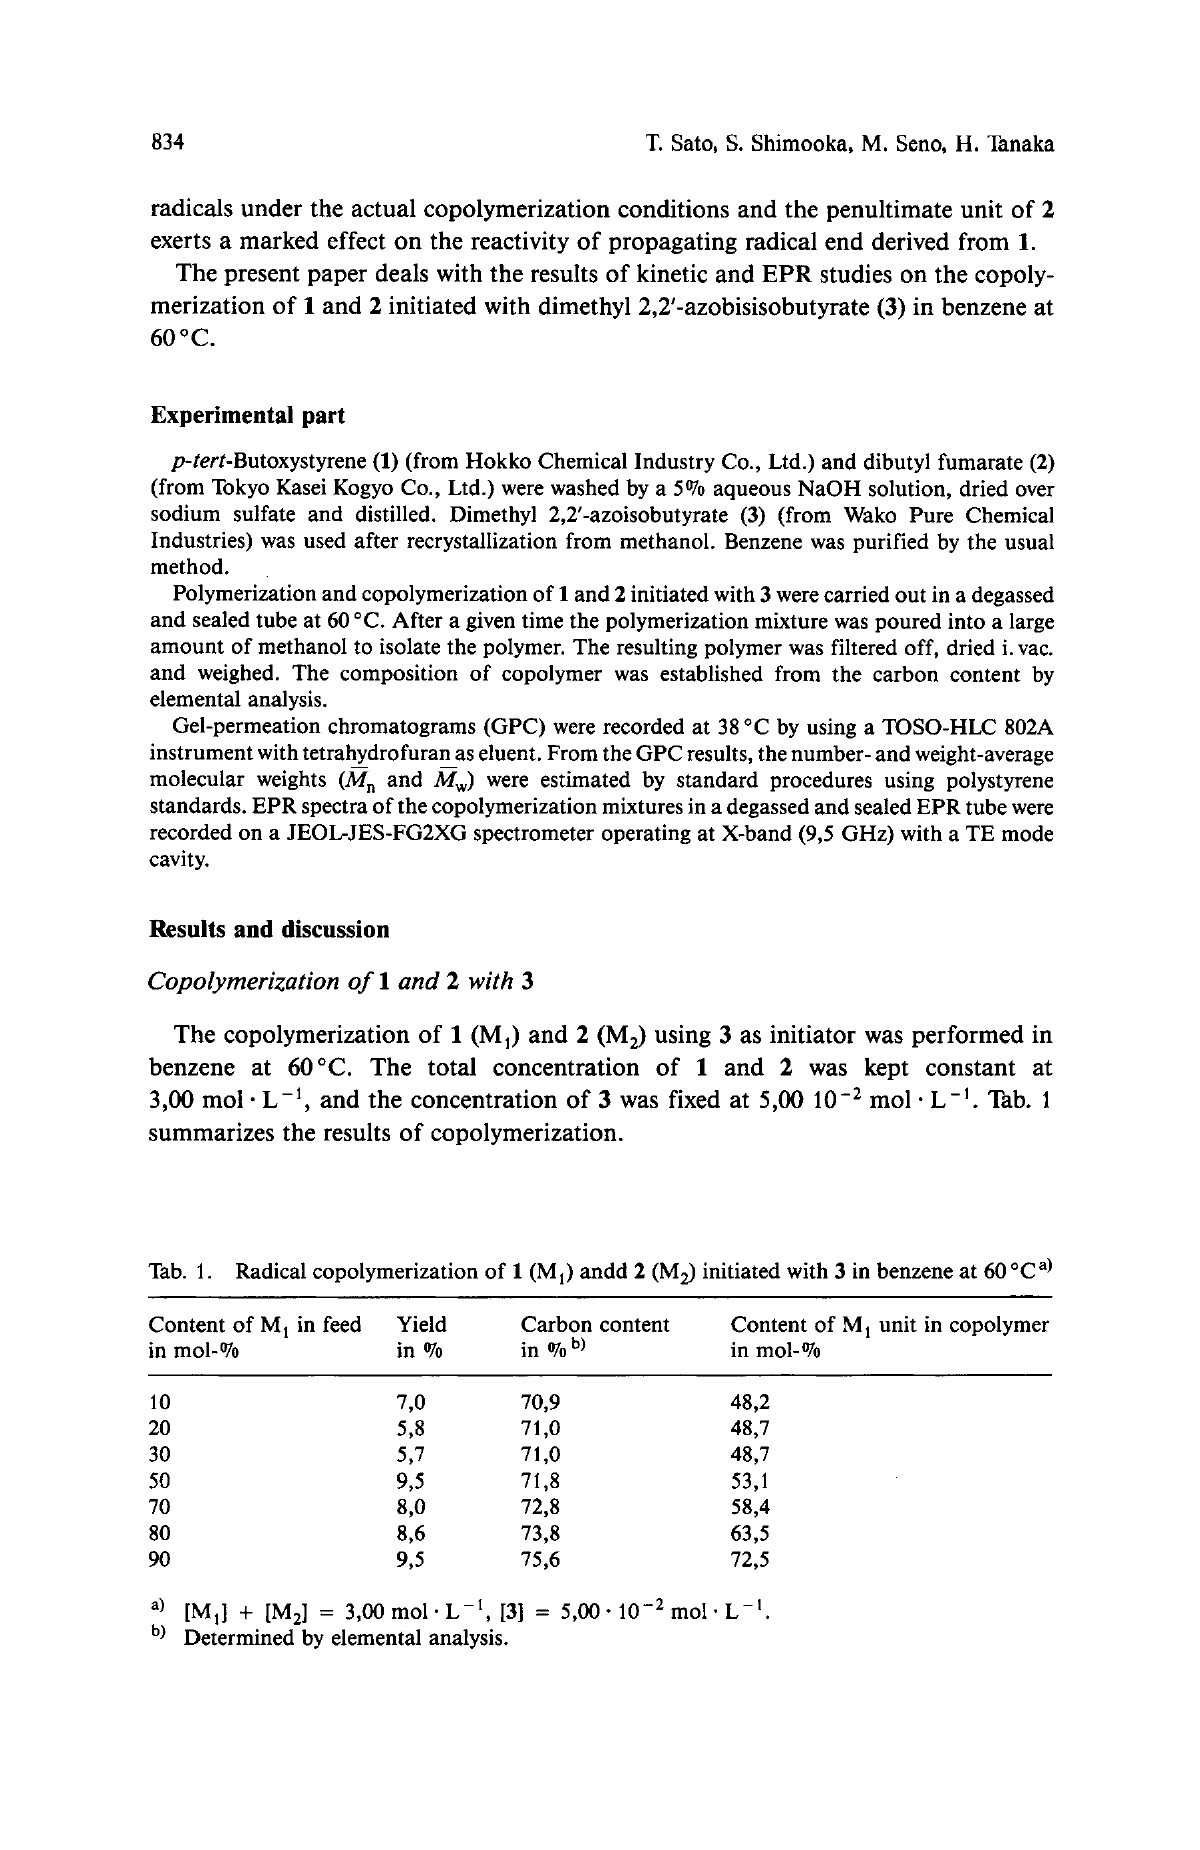 834 T. Sato, S. Shimooka, M. Seno, H. Tanaka
radicals under the actual copolymerization conditions and the penultimate unit of 2
exerts a marked effect on the reactivity of propagating radical end derived from 1.
The present paper deals with the results of kinetic and EPR studies on the copoly-
merization of 1 and 2 initiated with dimethyl 2,2'-azobisisobutyrate (3) in benzene at
60 °C.
Experimental part
p-tert-Butoxystyrene (1) (from Hokko Chemical Industry Co., Ltd.) and dibutyl fumarate (2)
(from Tokyo Kasei Kogyo Co., Ltd.) were washed by a 5% aqueous NaOH solution, dried over
sodium sulfate and distilled. Dimethyl 2,2'-azoisobutyrate (3) (from Wako Pure Chemical
Industries) was used after recrystallization from methanol. Benzene was purified by the usual
method.
Polymerization and copolymerization of 1 and 2 initiated with 3 were carried out in a degassed
and sealed tube at 60 °C. After a given time the polymerization mixture was poured into a large
amount of methanol to isolate the polymer. The resulting polymer was filtered off, dried i. vac.
and weighed. The composition of copolymer was established from the carbon content by
elemental analysis.
Gel-permeation chromatograms (GPC) were recorded at 38 °C by using a TOSO-HLC 802A
instrument with tetrahydrofuran as eluent. From the GPC results, the number- and weight-average
molecular weights (M̅n and M̅w) were estimated by standard procedures using polystyrene
standards. EPR spectra of the copolymerization mixtures in a degassed and sealed EPR tube were
recorded on a JEOL-JES-FG2XG spectrometer operating at X-band (9,5 GHz) with a TE mode
cavity.
Results and discussion
Copolymerization of 1 and 2 with 3
The copolymerization of 1 (M₁) and 2 (M₂) using 3 as initiator was performed in
benzene at 60 °C. The total concentration of 1 and 2 was kept constant at
3,00 mol · L⁻¹, and the concentration of 3 was fixed at 5,00 10⁻² mol · L⁻¹. Tab. 1
summarizes the results of copolymerization.
Tab. 1. Radical copolymerization of 1 (M₁) andd 2 (M₂) initiated with 3 in benzene at 60 °C a)
Content of M₁ in feed Yield Carbon content Content of M₁ unit in copolymer
in mol-% in % in % b) in mol-%
10 7,0 70,9 48,2
20 5,8 71,0 48,7
30 5,7 71,0 48,7
50 9,5 71,8 53,1
70 8,0 72,8 58,4
80 8,6 73,8 63,5
90 9,5 75,6 72,5
a) [M₁] + [M₂] = 3,00 mol · L⁻¹, [3] = 5,00 · 10⁻² mol · L⁻¹.
b) Determined by elemental analysis.